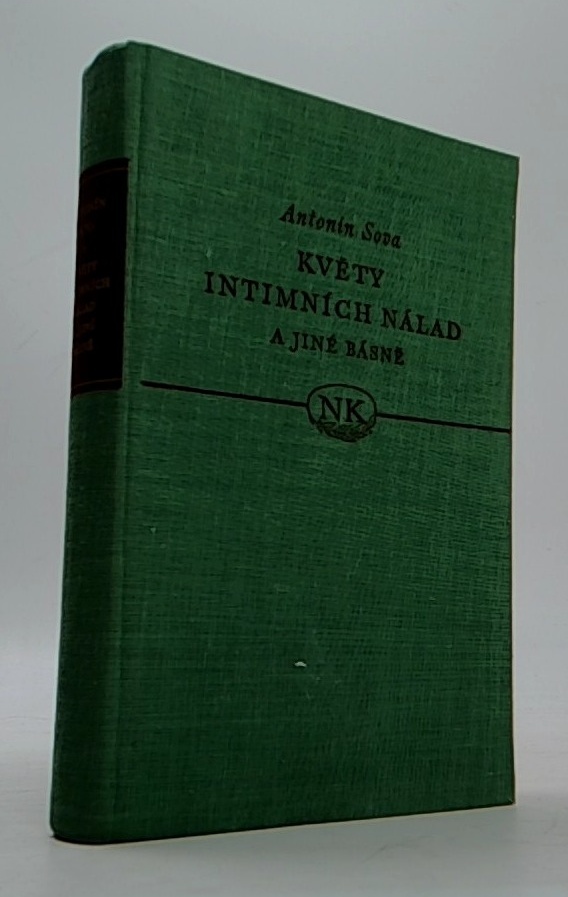 Antonín Sova
KVĚTY
INTIMNÍCH NÁLAD
A JINÉ BÁSNĚ
NK